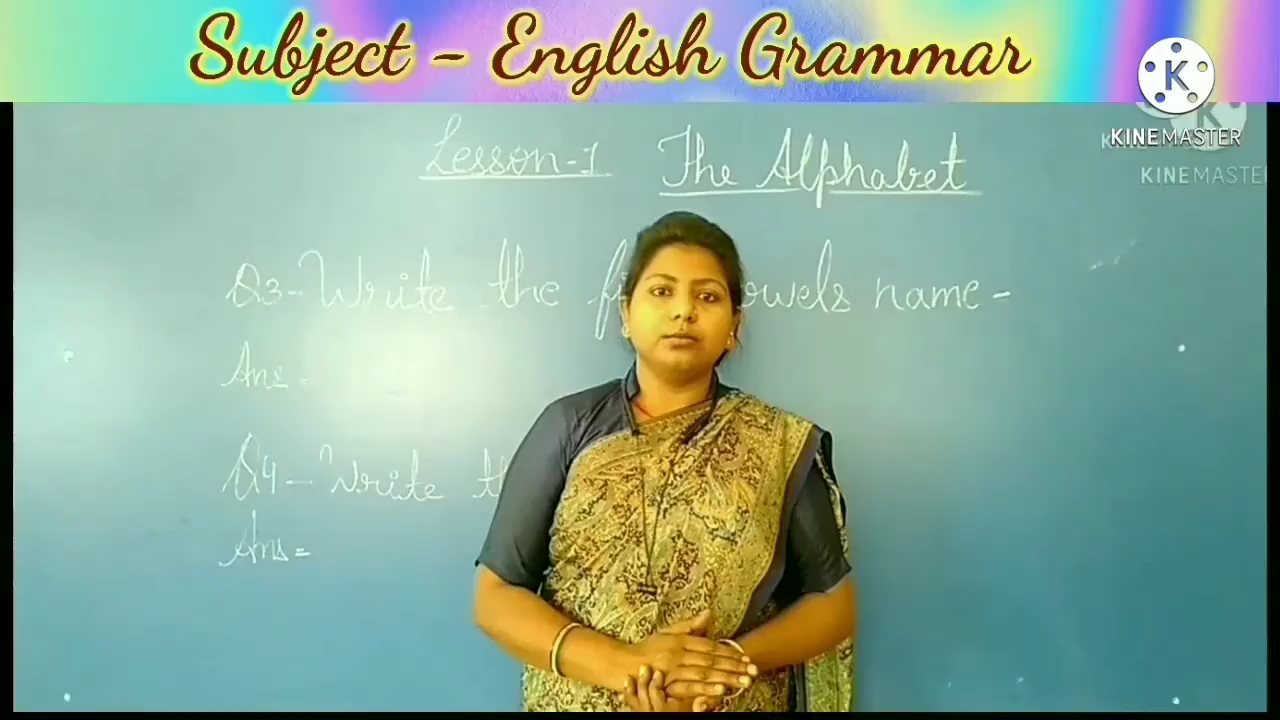 Subject - English Grammar
K
KINEMASTER
KINEMASTER
Lesson-1 The Alphabet
Q3-Write the owels name-
Ans =
Q4-Write
Ans=